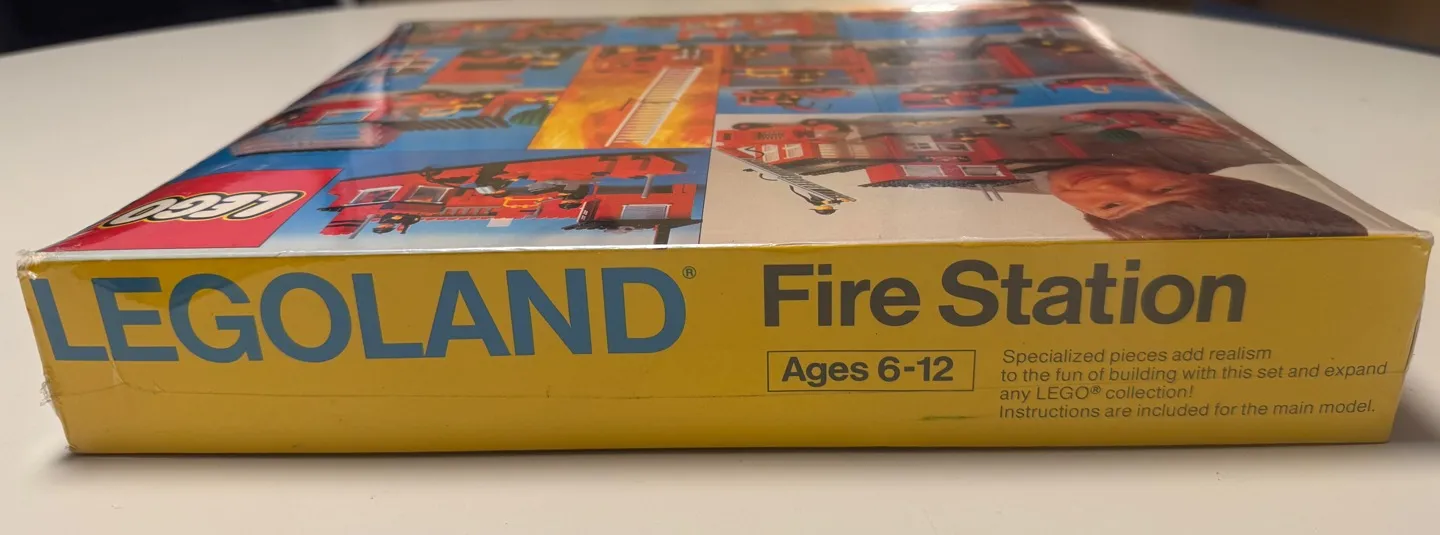 LEGO
LEGOLAND®
Fire Station
Ages 6-12
Specialized pieces add realism
to the fun of building with this set and expand
any LEGO® collection!
Instructions are included for the main model.